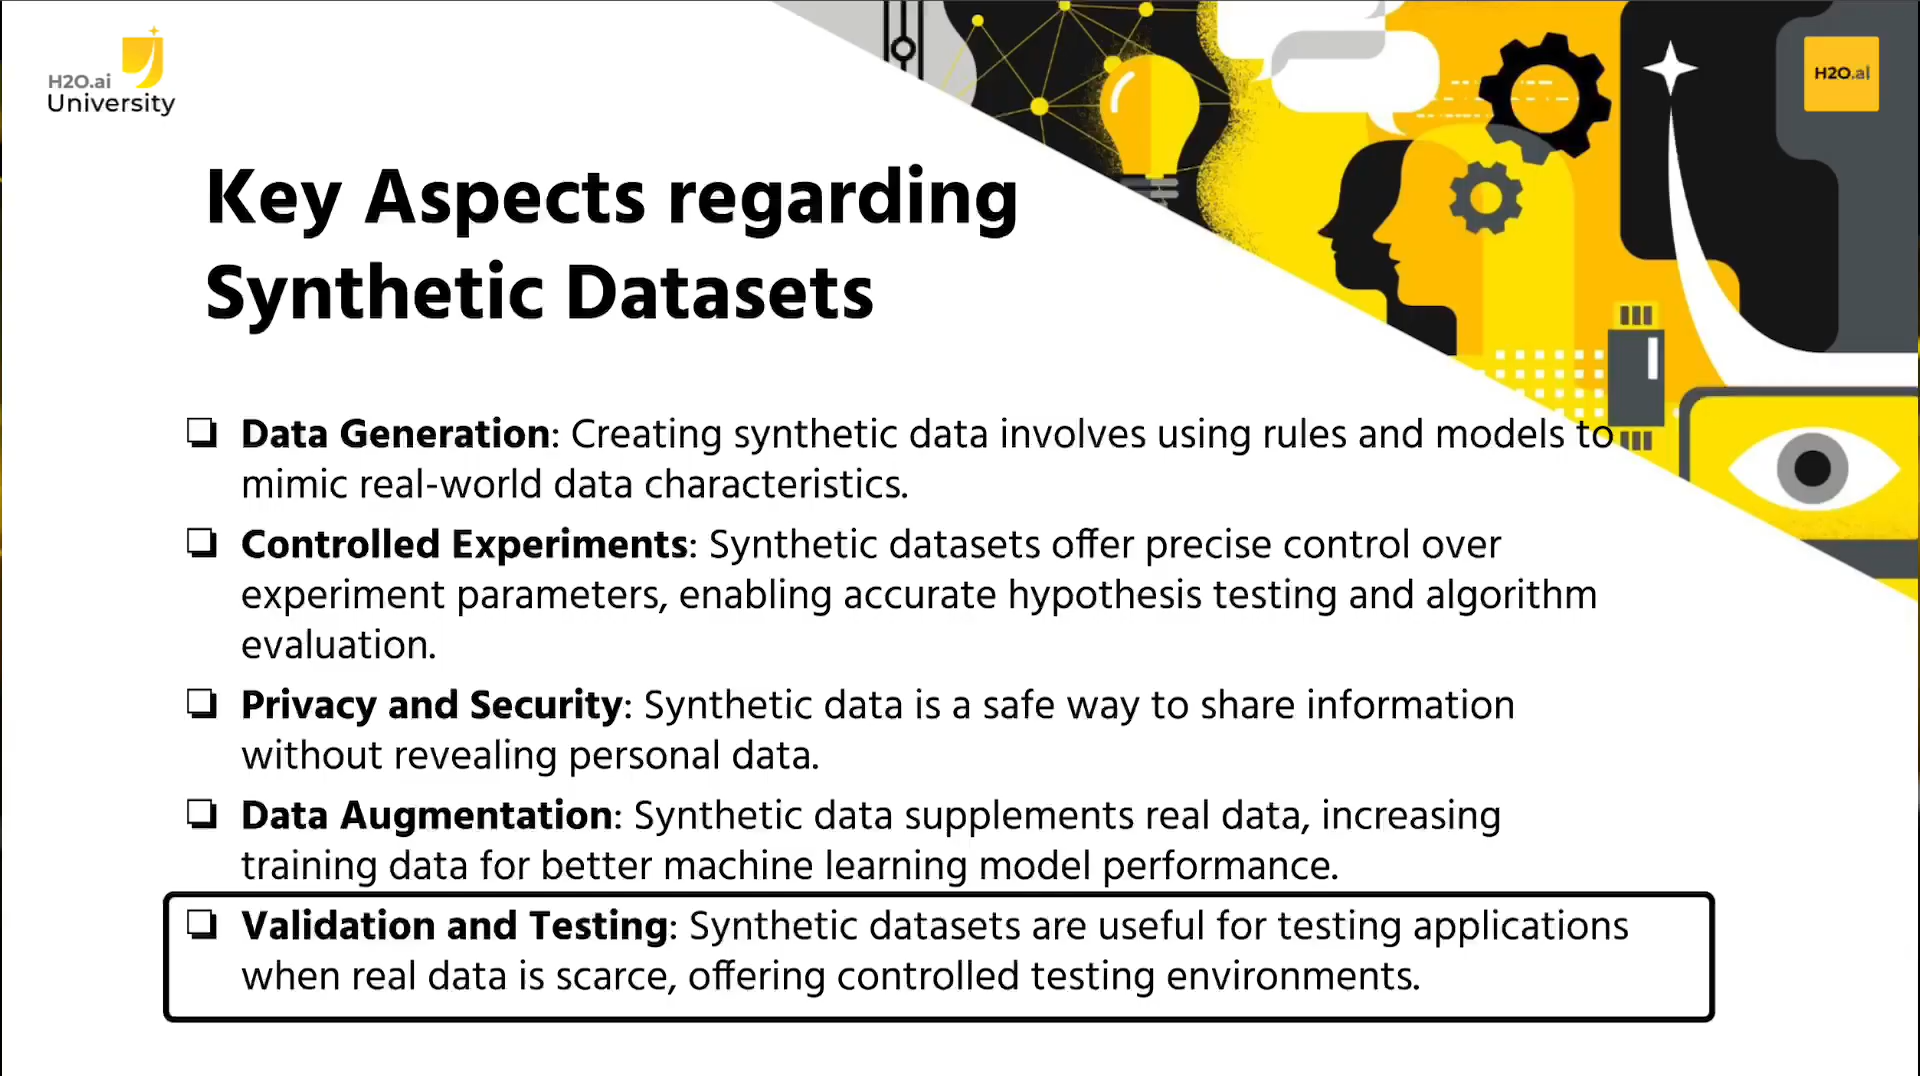 H2O.ai
University
H2O.ai
Key Aspects regarding
Synthetic Datasets
❏ Data Generation: Creating synthetic data involves using rules and models to
mimic real-world data characteristics.
❏ Controlled Experiments: Synthetic datasets offer precise control over
experiment parameters, enabling accurate hypothesis testing and algorithm
evaluation.
❏ Privacy and Security: Synthetic data is a safe way to share information
without revealing personal data.
❏ Data Augmentation: Synthetic data supplements real data, increasing
training data for better machine learning model performance.
❏ Validation and Testing: Synthetic datasets are useful for testing applications
when real data is scarce, offering controlled testing environments.